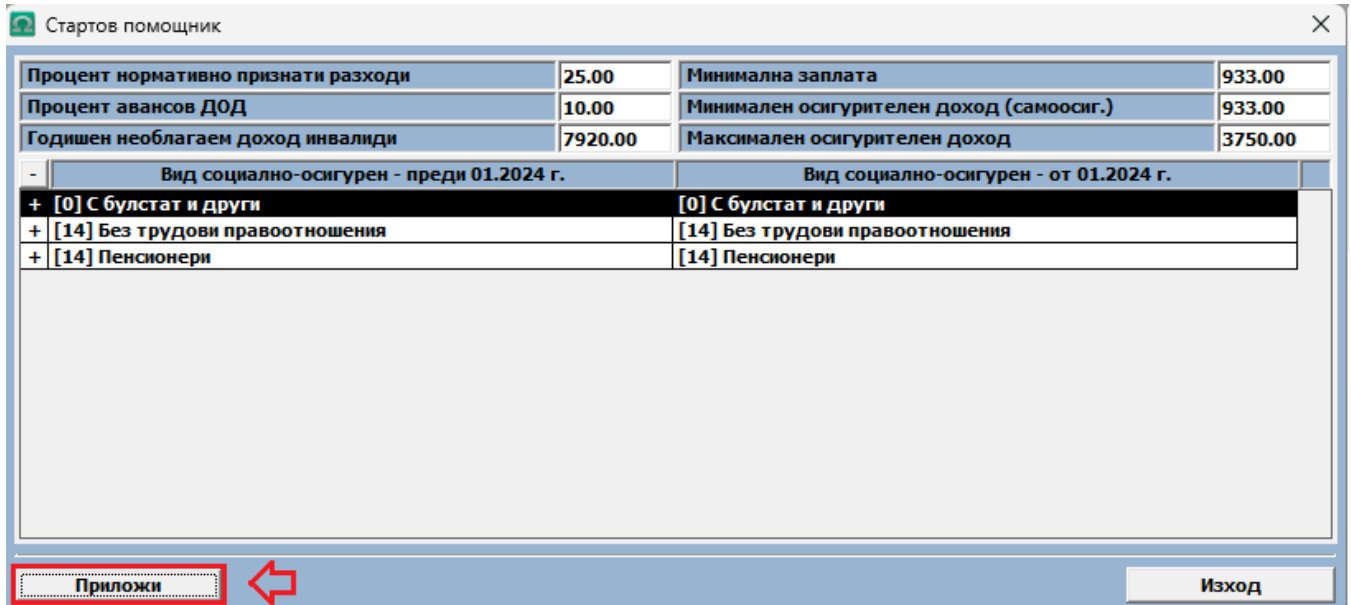 Стартов помощник
Процент нормативно признати разходи 25.00 Минимална заплата 933.00
Процент авансов ДОД 10.00 Минимален осигурителен доход (самоосиг.) 933.00
Годишен необлагаем доход инвалиди 7920.00 Максимален осигурителен доход 3750.00
- Вид социално-осигурен - преди 01.2024 г. Вид социално-осигурен - от 01.2024 г.
+ [0] С булстат и други [0] С булстат и други
+ [14] Без трудови правоотношения [14] Без трудови правоотношения
+ [14] Пенсионери [14] Пенсионери
Приложи Изход